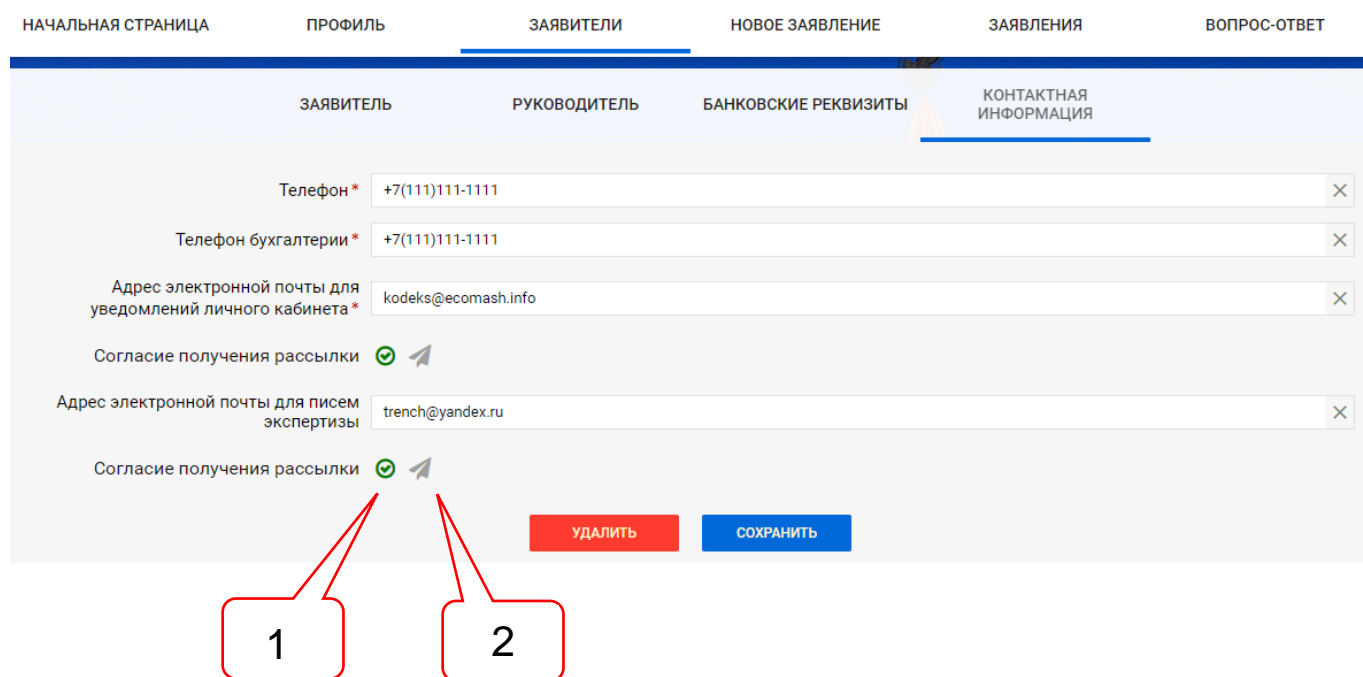 НАЧАЛЬНАЯ СТРАНИЦА ПРОФИЛЬ ЗАЯВИТЕЛИ НОВОЕ ЗАЯВЛЕНИЕ ЗАЯВЛЕНИЯ ВОПРОС-ОТВЕТ
ЗАЯВИТЕЛЬ РУКОВОДИТЕЛЬ БАНКОВСКИЕ РЕКВИЗИТЫ КОНТАКТНАЯ
ИНФОРМАЦИЯ
Телефон* +7(111)111-1111
Телефон бухгалтерии* +7(111)111-1111
Адрес электронной почты для
уведомлений личного кабинета* kodeks@ecomash.info
Согласие получения рассылки
Адрес электронной почты для писем
экспертизы trench@yandex.ru
Согласие получения рассылки
УДАЛИТЬ СОХРАНИТЬ
1 2